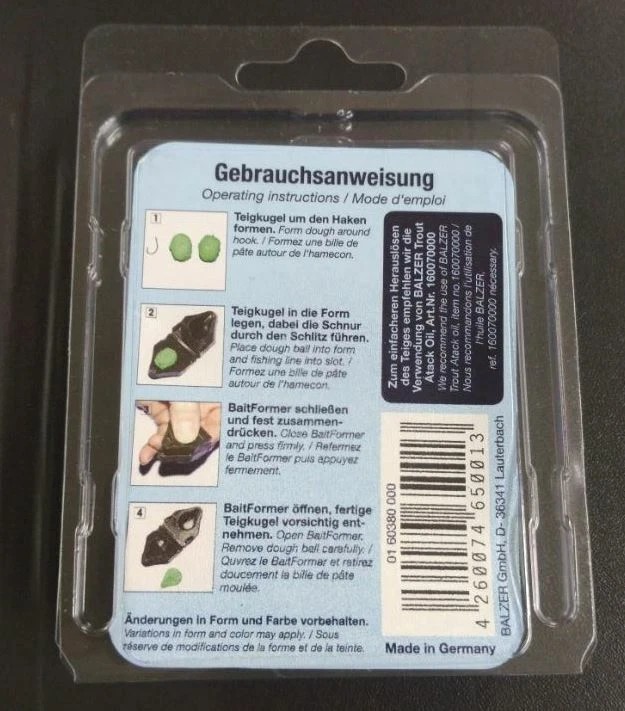 Gebrauchsanweisung
Operating instructions / Mode d'emploi
1
Teigkugel um den Haken
formen. Form dough around
hook. / Formez une bille de
pâte autour de l'hamecon.
2
Teigkugel in die Form
legen, dabei die Schnur
durch den Schlitz führen.
Place dough ball into form
and fishing line into slot. /
Formez une bille de pâte
autour de l'hamecon.
BaitFormer schließen
und fest zusammen-
drücken. Close BaitFormer
and press firmly. / Refermez
le BaitFormer puis appuyez
fermement.
4
BaitFormer öffnen, fertige
Teigkugel vorsichtig ent-
nehmen. Open BaitFormer.
Remove dough ball carefully. /
Ouvrez le BaitFormer et retirez
doucement la bille de pâte
moulée.
Änderungen in Form und Farbe vorbehalten.
Variations in form and color may apply. / Sous
réserve de modifications de la forme et de la teinte.
Zum einfacheren Herauslösen
des Teiges empfehlen wir die
Verwendung von BALZER Trout
Atack Oil, Art.Nr. 160070000
We recommend the use of BALZER
Trout Atack oil, item no.160070000 /
Nous recommandons l'utilisation de
l'huile BALZER,
ref. 160070000 necessary.
01 60380 000
4 260074 650013
BALZER GmbH, D- 36341 Lauterbach
Made in Germany